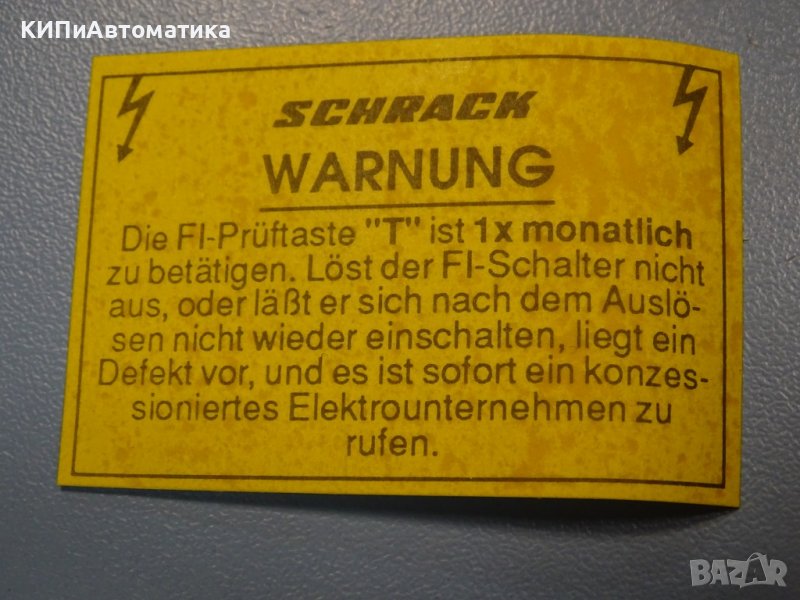 КИПиАвтоматика
SCHRACK
WARNUNG
Die FI-Prüftaste "T" ist 1x monatlich
zu betätigen. Löst der FI-Schalter nicht
aus, oder läßt er sich nach dem Auslö-
sen nicht wieder einschalten, liegt ein
Defekt vor, und es ist sofort ein konzes-
sioniertes Elektrounternehmen zu
rufen.
BAZAR